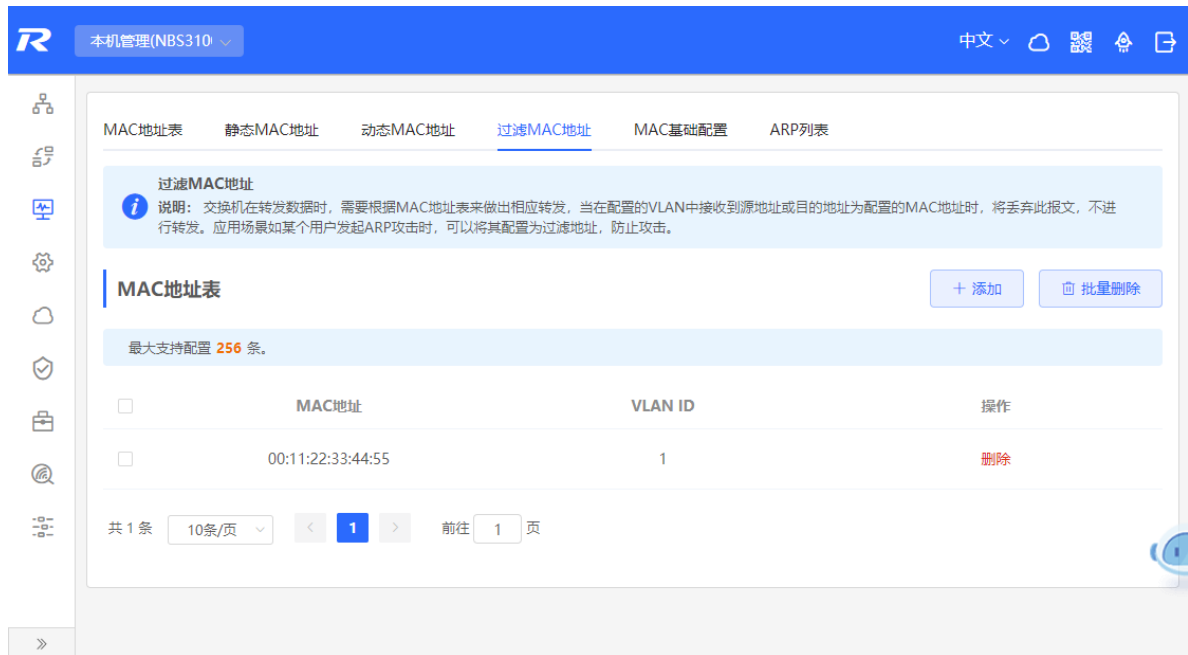 本机管理(NBS310
中文
MAC地址表 静态MAC地址 动态MAC地址 过滤MAC地址 MAC基础配置 ARP列表
过滤MAC地址
说明： 交换机在转发数据时，需要根据MAC地址表来做出相应转发，当在配置的VLAN中接收到源地址或目的地址为配置的MAC地址时，将丢弃此报文，不进
行转发。应用场景如某个用户发起ARP攻击时，可以将其配置为过滤地址，防止攻击。
MAC地址表 + 添加 批量删除
最大支持配置 256 条。
MAC地址 VLAN ID 操作
00:11:22:33:44:55 1 删除
共 1 条 10条/页 < 1 > 前往 1 页